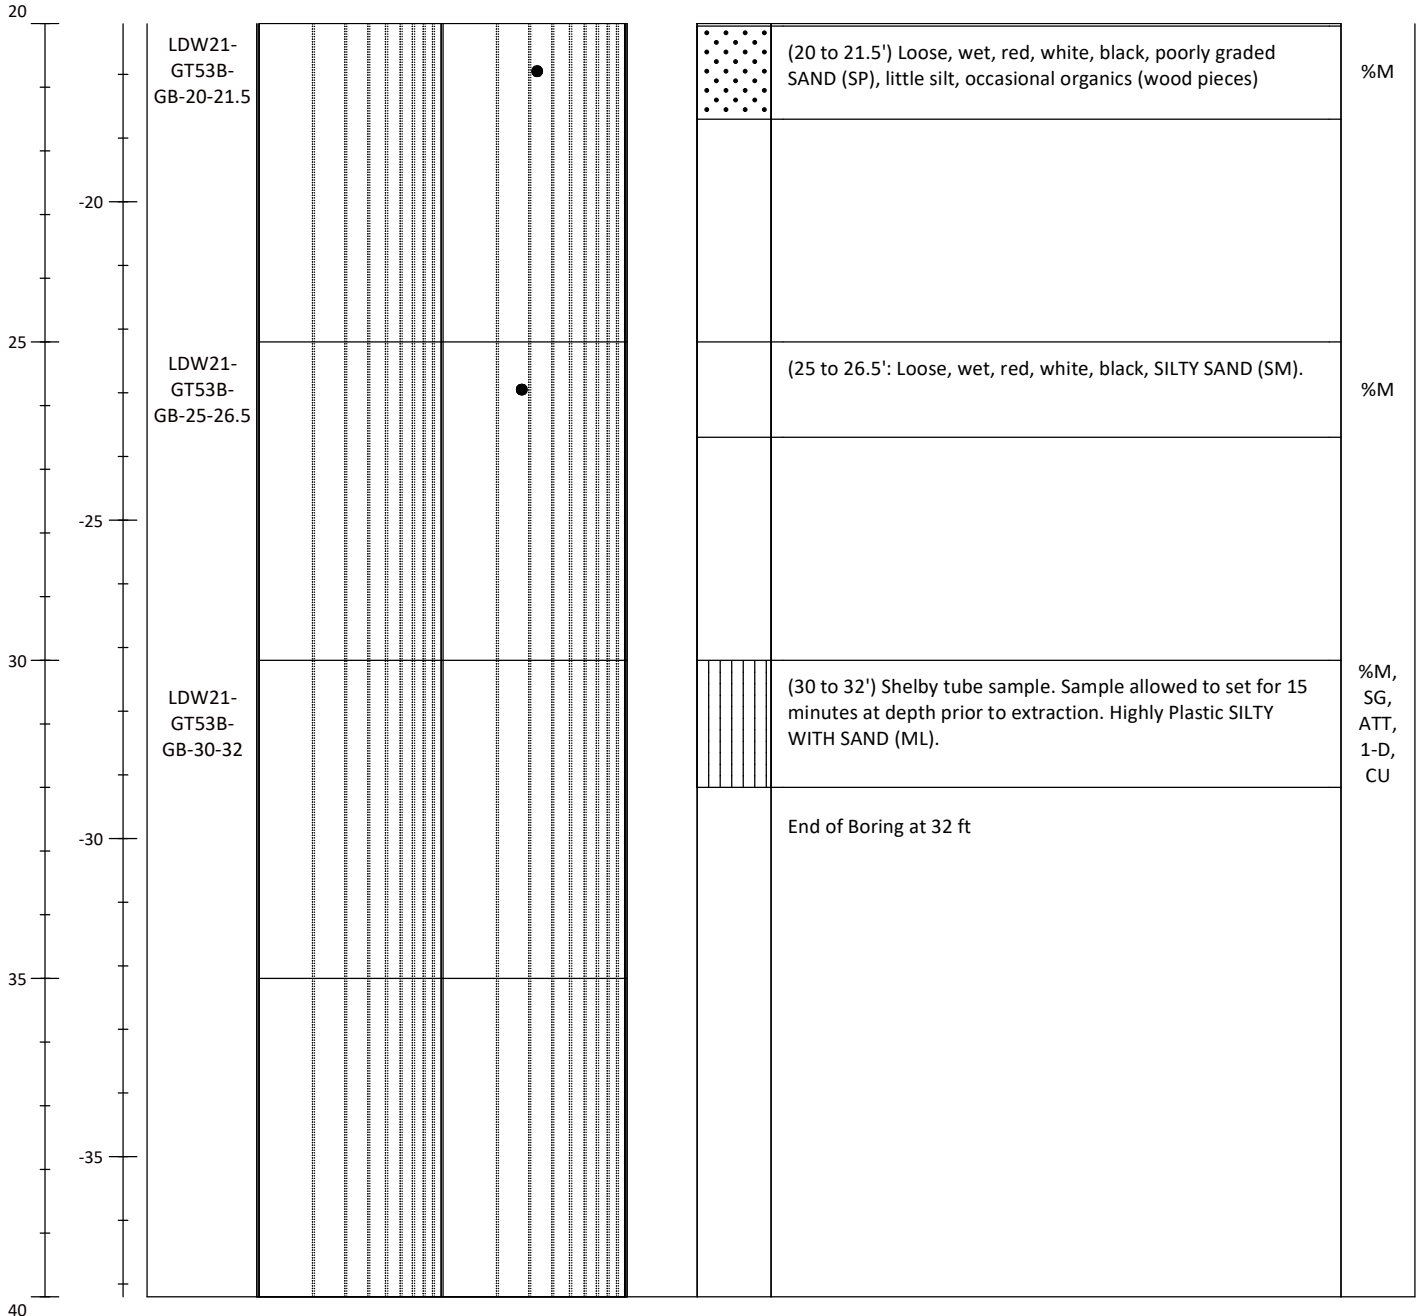 20
LDW21-
GT53B-
GB-20-21.5
(20 to 21.5') Loose, wet, red, white, black, poorly graded
SAND (SP), little silt, occasional organics (wood pieces)
%M
-20
25
LDW21-
GT53B-
GB-25-26.5
(25 to 26.5': Loose, wet, red, white, black, SILTY SAND (SM).
%M
-25
30
LDW21-
GT53B-
GB-30-32
(30 to 32') Shelby tube sample. Sample allowed to set for 15
minutes at depth prior to extraction. Highly Plastic SILTY
WITH SAND (ML).
%M,
SG,
ATT,
1-D,
CU
-30
End of Boring at 32 ft
35
-35
40